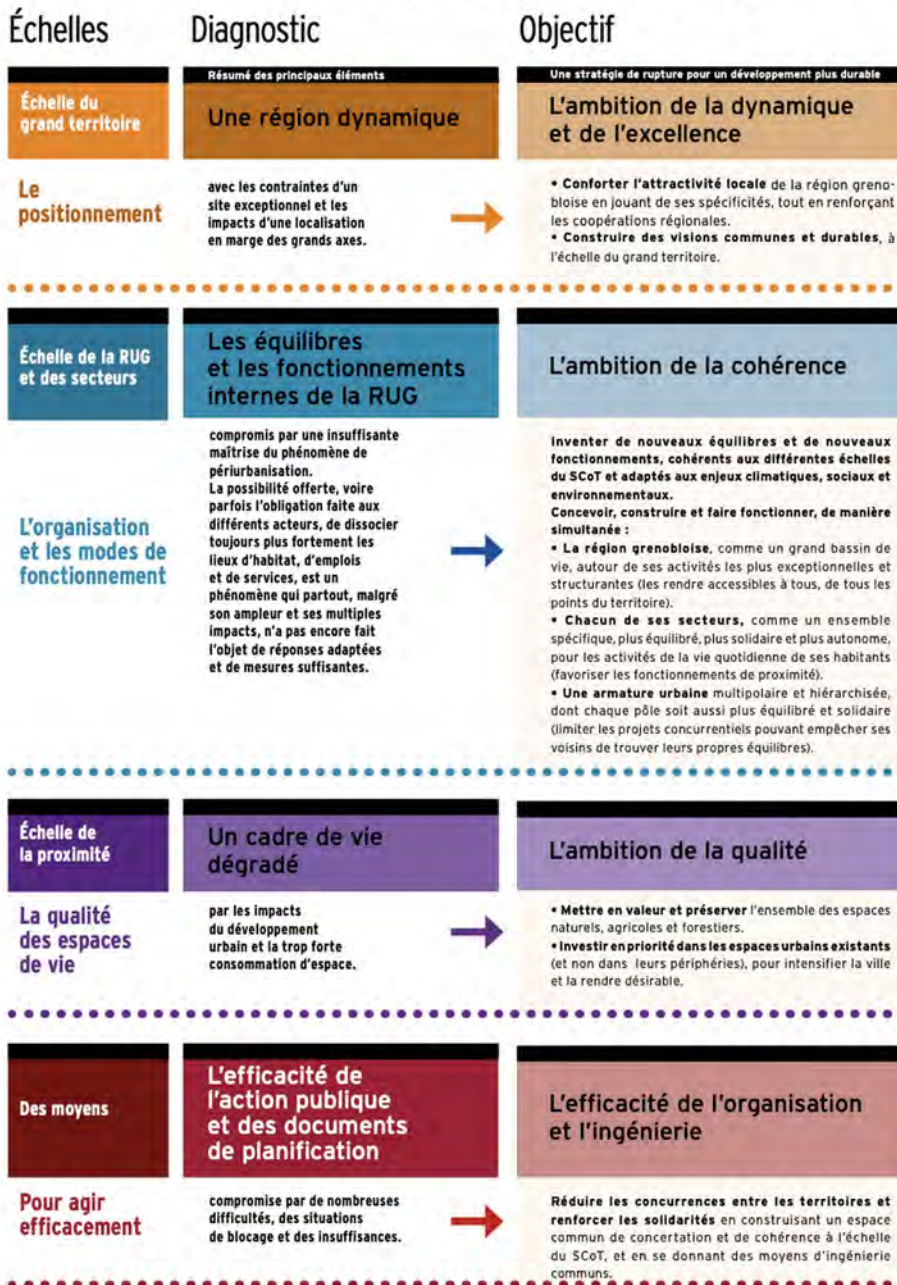 Échelles
Diagnostic
Objectif
Résumé des principaux éléments
Une stratégie de rupture pour un développement plus durable
Échelle du
grand territoire
Une région dynamique
L'ambition de la dynamique
et de l'excellence
Le
positionnement
avec les contraintes d'un
site exceptionnel et les
impacts d'une localisation
en marge des grands axes.
• Conforter l'attractivité locale de la région greno-
bloise en jouant de ses spécificités, tout en renforçant
les coopérations régionales.
• Construire des visions communes et durables, à
l'échelle du grand territoire.
Échelle de la RUG
et des secteurs
Les équilibres
et les fonctionnements
internes de la RUG
L'ambition de la cohérence
L'organisation
et les modes de
fonctionnement
compromis par une insuffisante
maîtrise du phénomène de
périurbanisation.
La possibilité offerte, voire
parfois l'obligation faite aux
différents acteurs, de dissocier
toujours plus fortement les
lieux d'habitat, d'emplois
et de services, est un
phénomène qui partout, malgré
son ampleur et ses multiples
impacts, n'a pas encore fait
l'objet de réponses adaptées
et de mesures suffisantes.
Inventer de nouveaux équilibres et de nouveaux
fonctionnements, cohérents aux différentes échelles
du SCoT et adaptés aux enjeux climatiques, sociaux et
environnementaux.
Concevoir, construire et faire fonctionner, de manière
simultanée :
• La région grenobloise, comme un grand bassin de
vie, autour de ses activités les plus exceptionnelles et
structurantes (les rendre accessibles à tous, de tous les
points du territoire).
• Chacun de ses secteurs, comme un ensemble
spécifique, plus équilibré, plus solidaire et plus autonome,
pour les activités de la vie quotidienne de ses habitants
(favoriser les fonctionnements de proximité).
• Une armature urbaine multipolaire et hiérarchisée,
dont chaque pôle soit aussi plus équilibré et solidaire
(limiter les projets concurrentiels pouvant empêcher ses
voisins de trouver leurs propres équilibres).
Échelle de
la proximité
Un cadre de vie
dégradé
L'ambition de la qualité
La qualité
des espaces
de vie
par les impacts
du développement
urbain et la trop forte
consommation d'espace.
• Mettre en valeur et préserver l'ensemble des espaces
naturels, agricoles et forestiers.
• Investir en priorité dans les espaces urbains existants
(et non dans leurs périphéries), pour intensifier la ville
et la rendre désirable.
Des moyens
L'efficacité de
l'action publique
et des documents
de planification
L'efficacité de l'organisation
et l'ingénierie
Pour agir
efficacement
compromise par de nombreuses
difficultés, des situations
de blocage et des insuffisances.
Réduire les concurrences entre les territoires et
renforcer les solidarités en construisant un espace
commun de concertation et de cohérence à l'échelle
du SCoT, et en se donnant des moyens d'ingénierie
communs.